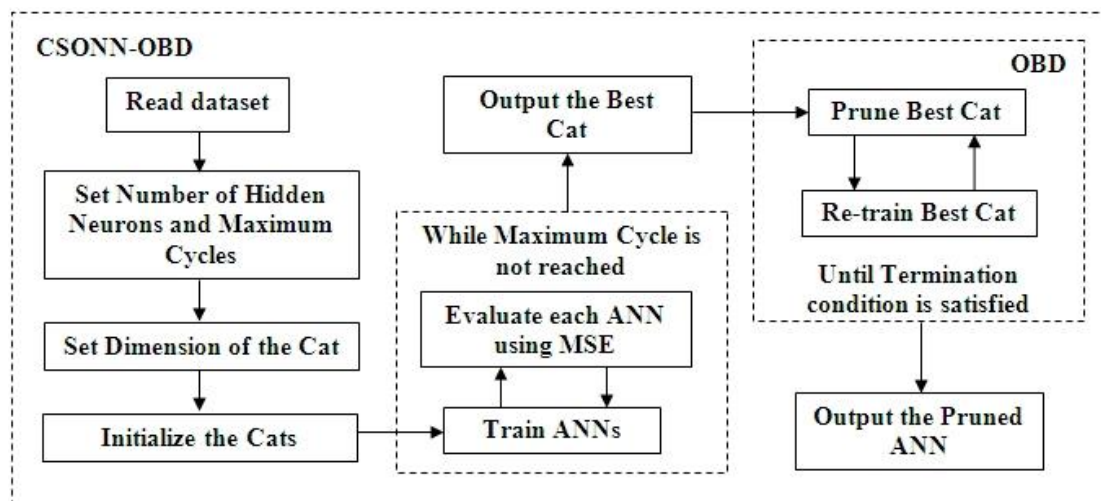 CSONN-OBD
Read dataset
Set Number of Hidden
Neurons and Maximum
Cycles
Set Dimension of the Cat
Initialize the Cats
While Maximum Cycle is
not reached
Evaluate each ANN
using MSE
Train ANNs
Output the Best
Cat
OBD
Prune Best Cat
Re-train Best Cat
Until Termination
condition is satisfied
Output the Pruned
ANN